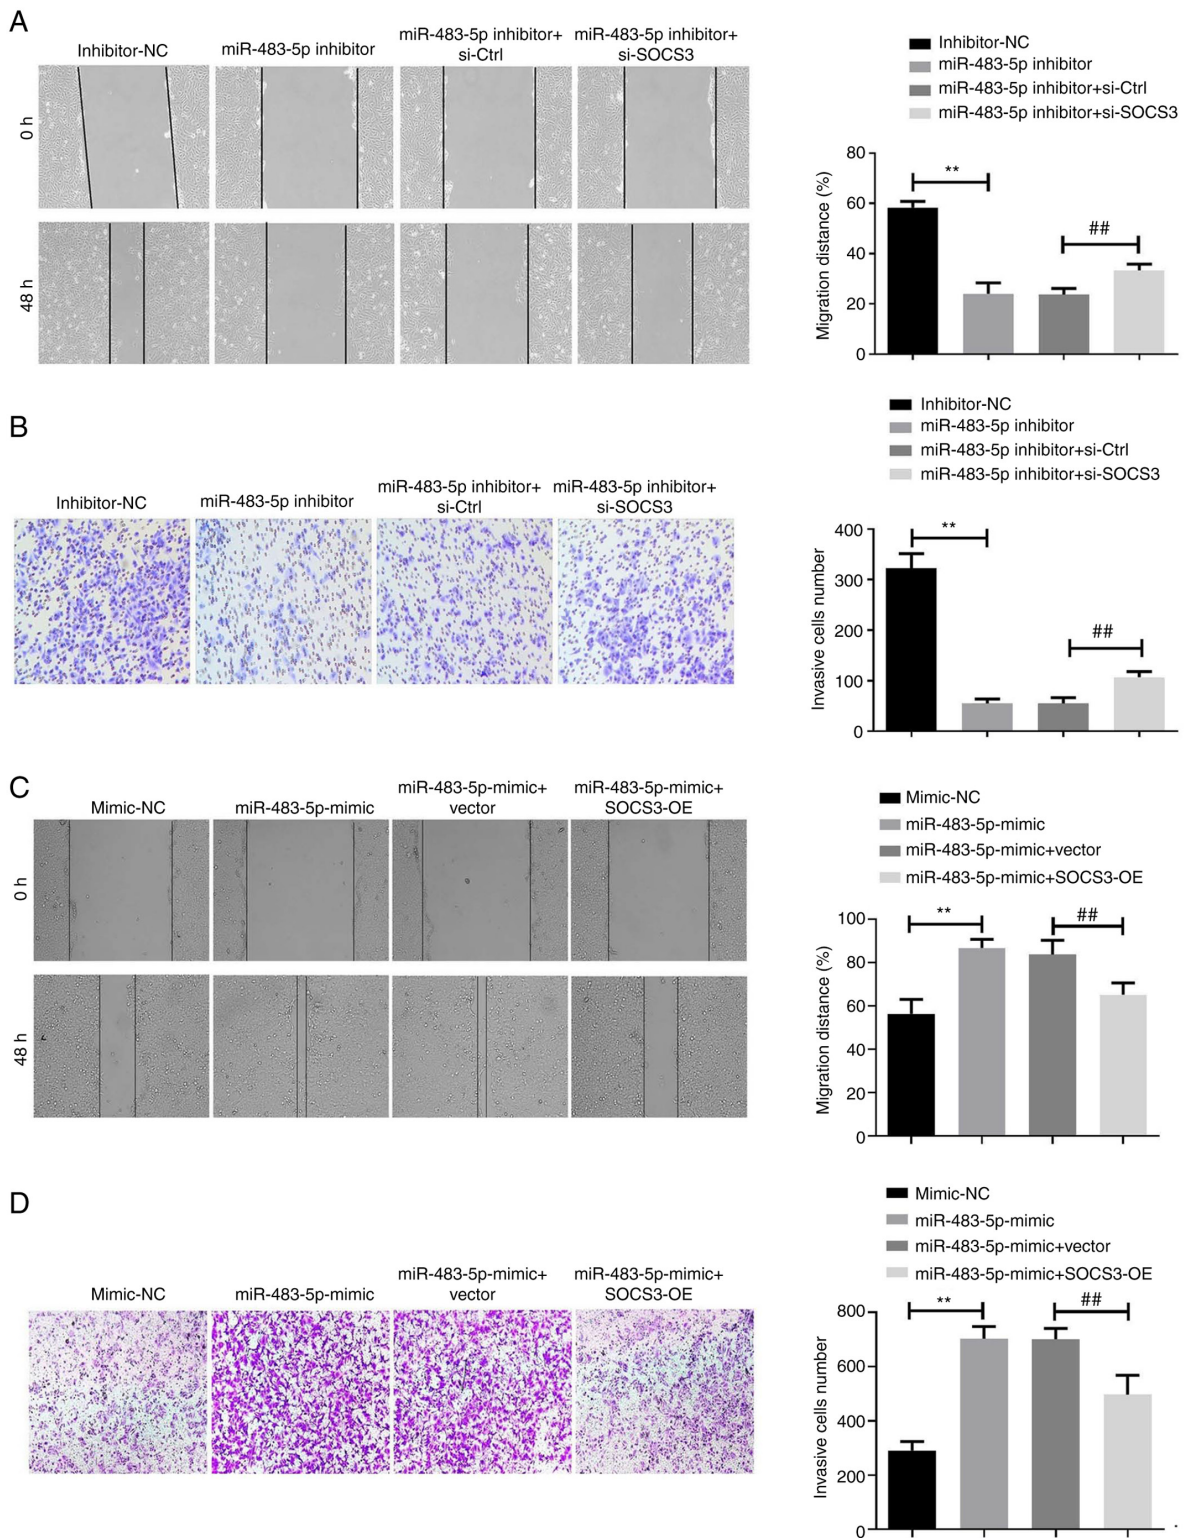 A
Inhibitor-NC
miR-483-5p inhibitor
miR-483-5p inhibitor+
si-Ctrl
miR-483-5p inhibitor+
si-SOCS3
0 h
48 h
Inhibitor-NC
miR-483-5p inhibitor
miR-483-5p inhibitor+si-Ctrl
miR-483-5p inhibitor+si-SOCS3
Migration distance (%)
80
60
40
20
0
**
##
B
Inhibitor-NC
miR-483-5p inhibitor
miR-483-5p inhibitor+
si-Ctrl
miR-483-5p inhibitor+
si-SOCS3
Inhibitor-NC
miR-483-5p inhibitor
miR-483-5p inhibitor+si-Ctrl
miR-483-5p inhibitor+si-SOCS3
Invasive cells number
400
300
200
100
0
**
##
C
Mimic-NC
miR-483-5p-mimic
miR-483-5p-mimic+
vector
miR-483-5p-mimic+
SOCS3-OE
0 h
48 h
Mimic-NC
miR-483-5p-mimic
miR-483-5p-mimic+vector
miR-483-5p-mimic+SOCS3-OE
Migration distance (%)
100
80
60
40
20
0
**
##
D
Mimic-NC
miR-483-5p-mimic
miR-483-5p-mimic+
vector
miR-483-5p-mimic+
SOCS3-OE
Mimic-NC
miR-483-5p-mimic
miR-483-5p-mimic+vector
miR-483-5p-mimic+SOCS3-OE
Invasive cells number
800
600
400
200
0
**
##
.